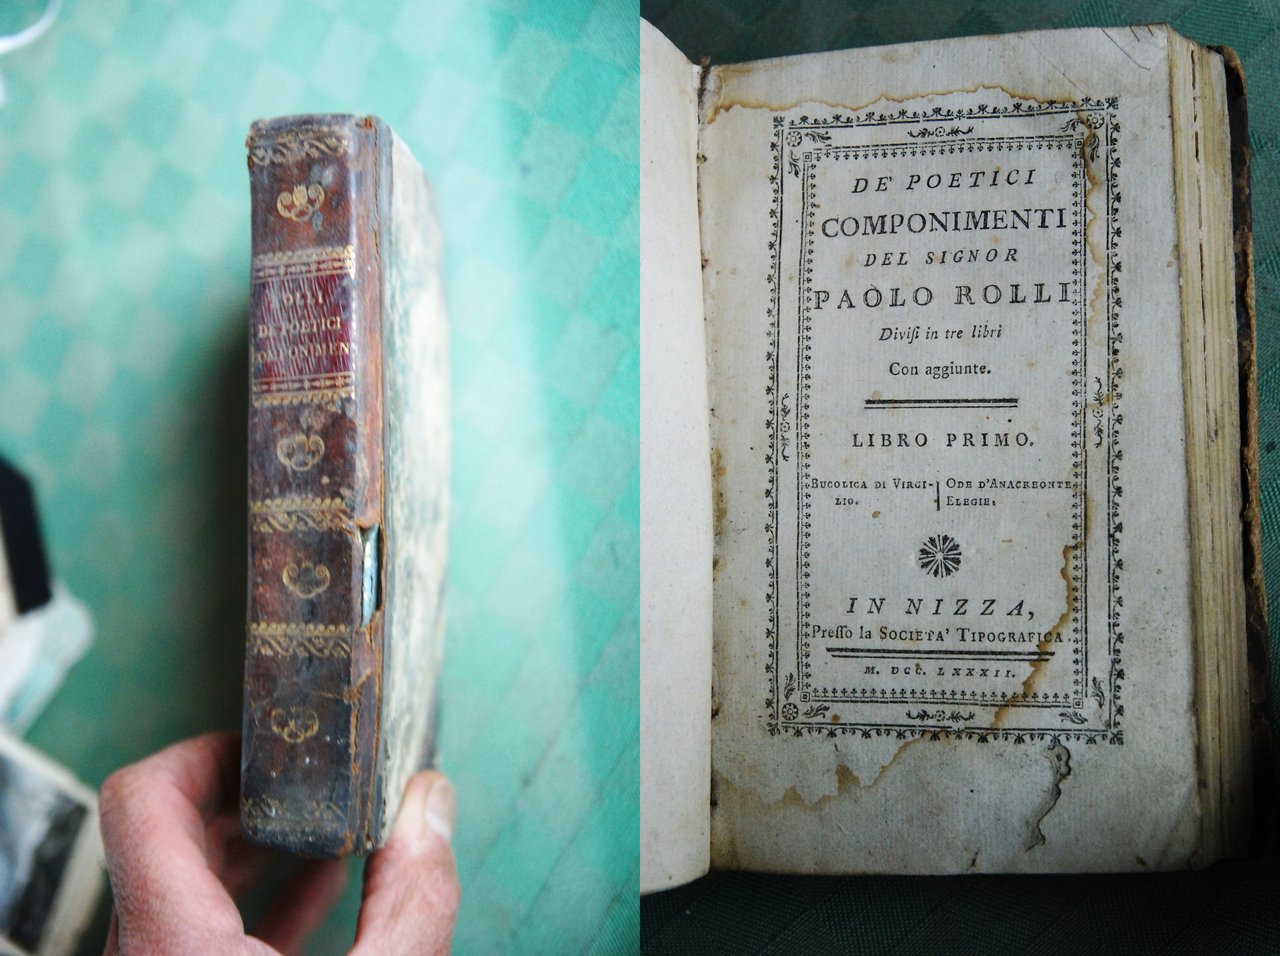 ROLLI
DE POETICI
COMPONIMEN
DE' POETICI
COMPONIMENTI
DEL SIGNOR
PAOLO ROLLI
Diviſi in tre libri
Con aggiunte.
LIBRO PRIMO.
BUCOLICA DI VIRGI- | ODE D'ANACREONTE
LIO. | ELEGIE.
IN NIZZA,
Preſſo la SOCIETA' TIPOGRAFICA.
M. DCC. LXXXII.